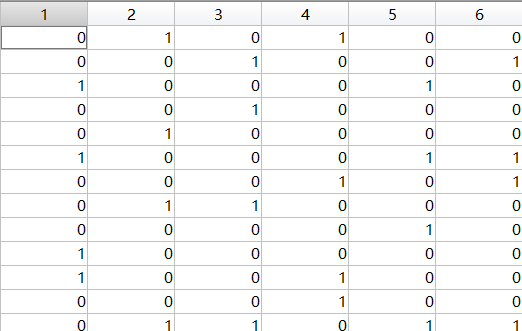 1 2 3 4 5 6
0 1 0 1 0 0
0 0 1 0 0 1
1 0 0 0 1 0
0 0 1 0 0 0
0 1 0 0 0 0
1 0 0 0 1 1
0 0 0 1 0 1
0 1 1 0 0 0
0 0 0 0 1 0
1 0 0 0 0 0
1 0 0 1 0 0
0 0 0 1 0 0
0 1 1 0 1 1